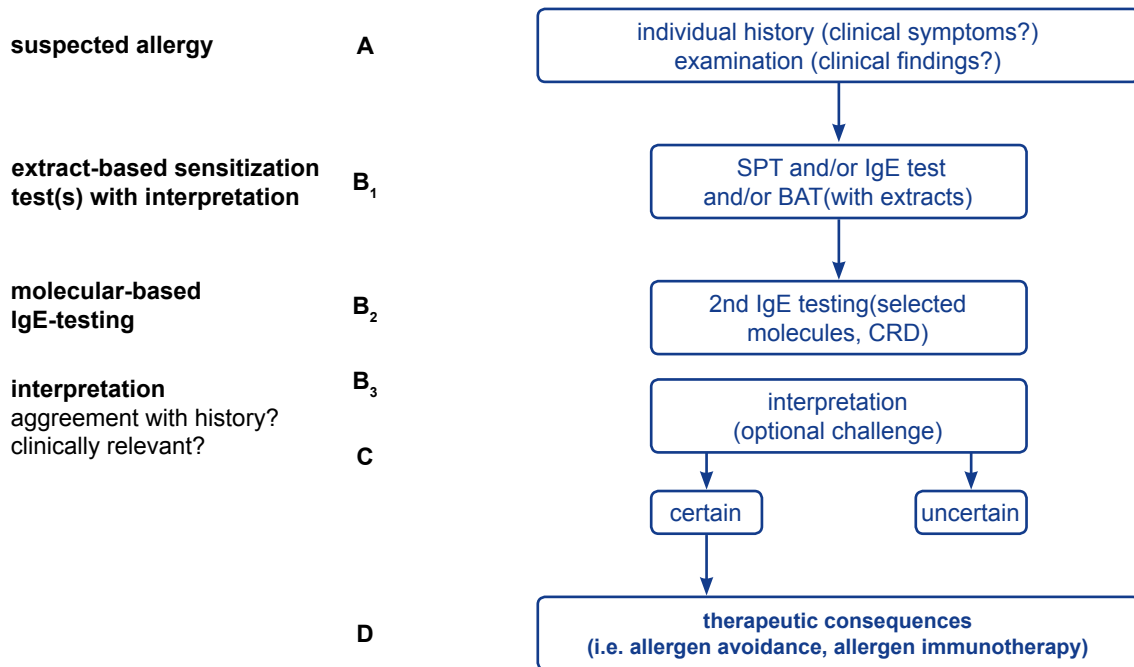 suspected allergy
A
individual history (clinical symptoms?)
examination (clinical findings?)
extract-based sensitization
test(s) with interpretation
B1
SPT and/or IgE test
and/or BAT(with extracts)
molecular-based
IgE-testing
B2
2nd IgE testing(selected
molecules, CRD)
interpretation
aggreement with history?
clinically relevant?
B3
C
interpretation
(optional challenge)
certain
uncertain
D
therapeutic consequences
(i.e. allergen avoidance, allergen immunotherapy)